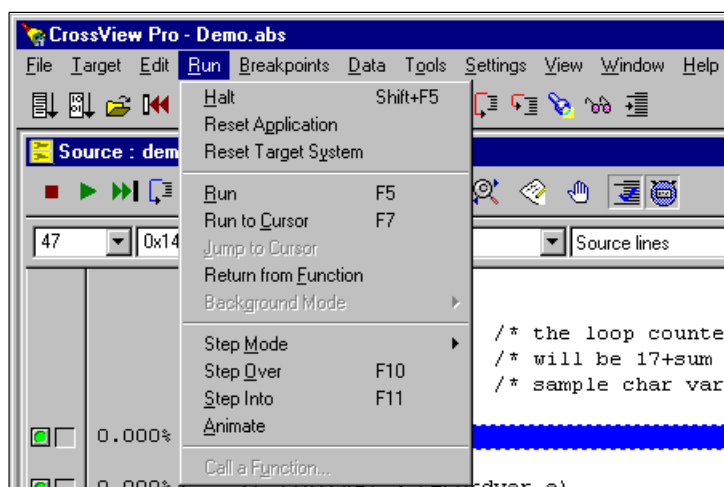 CrossView Pro - Demo.abs
File Target Edit Run Breakpoints Data Tools Settings View Window Help
Halt Shift+F5
Reset Application
Reset Target System
Source : dem
Run F5
Run to Cursor F7
47 0x14 Source lines
Jump to Cursor
Return from Function
Background Mode
/* the loop counte
Step Mode
/* will be 17+sum
Step Over F10
/* sample char var
Step Into F11
Animate
0.000%
Call a Function...